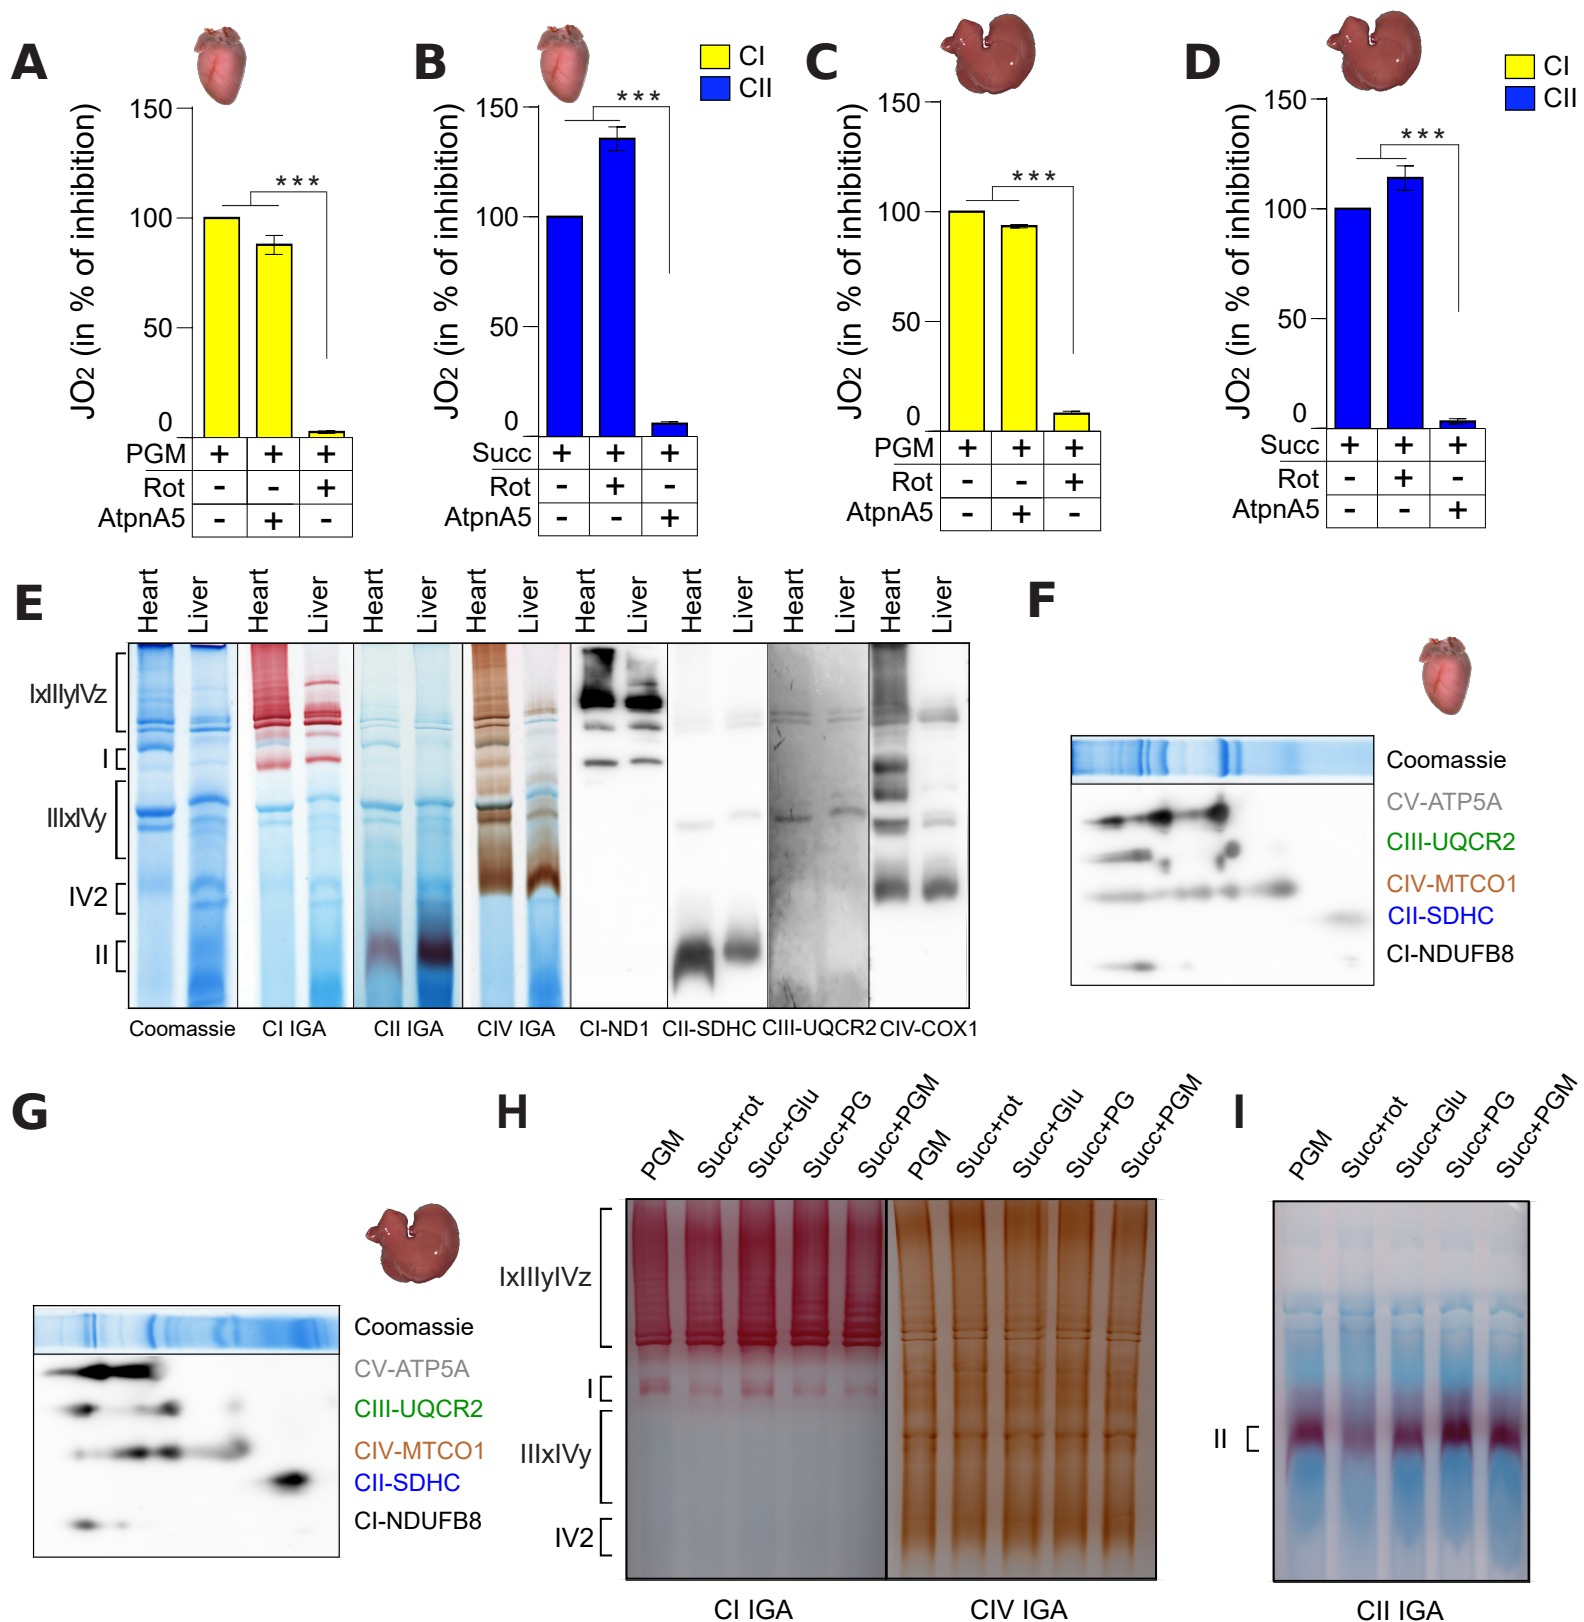 A
JO2 (in % of inhibition)
150
100
50
0
***
PGM + + +
Rot - - +
AtpnA5 - + -
B
CI
CII
JO2 (in % of inhibition)
150
100
50
0
***
Succ + + +
Rot - + -
AtpnA5 - - +
C
JO2 (in % of inhibition)
150
100
50
0
***
PGM + + +
Rot - - +
AtpnA5 - + -
D
CI
CII
JO2 (in % of inhibition)
150
100
50
0
***
Succ + + +
Rot - + -
AtpnA5 - - +
E
Heart Liver Heart Liver Heart Liver Heart Liver Heart Liver Heart Liver Heart Liver Heart Liver
IxIIIyIVz
I
IIIxIVy
IV2
II
Coomassie CI IGA CII IGA CIV IGA CI-ND1 CII-SDHC CIII-UQCR2 CIV-COX1
F
Coomassie
CV-ATP5A
CIII-UQCR2
CIV-MTCO1
CII-SDHC
CI-NDUFB8
G
Coomassie
CV-ATP5A
CIII-UQCR2
CIV-MTCO1
CII-SDHC
CI-NDUFB8
H
PGM Succ+rot Succ+Glu Succ+PG Succ+PGM PGM Succ+rot Succ+Glu Succ+PG Succ+PGM
IxIIIyIVz
I
IIIxIVy
IV2
CI IGA CIV IGA
I
PGM Succ+rot Succ+Glu Succ+PG Succ+PGM
II
CII IGA